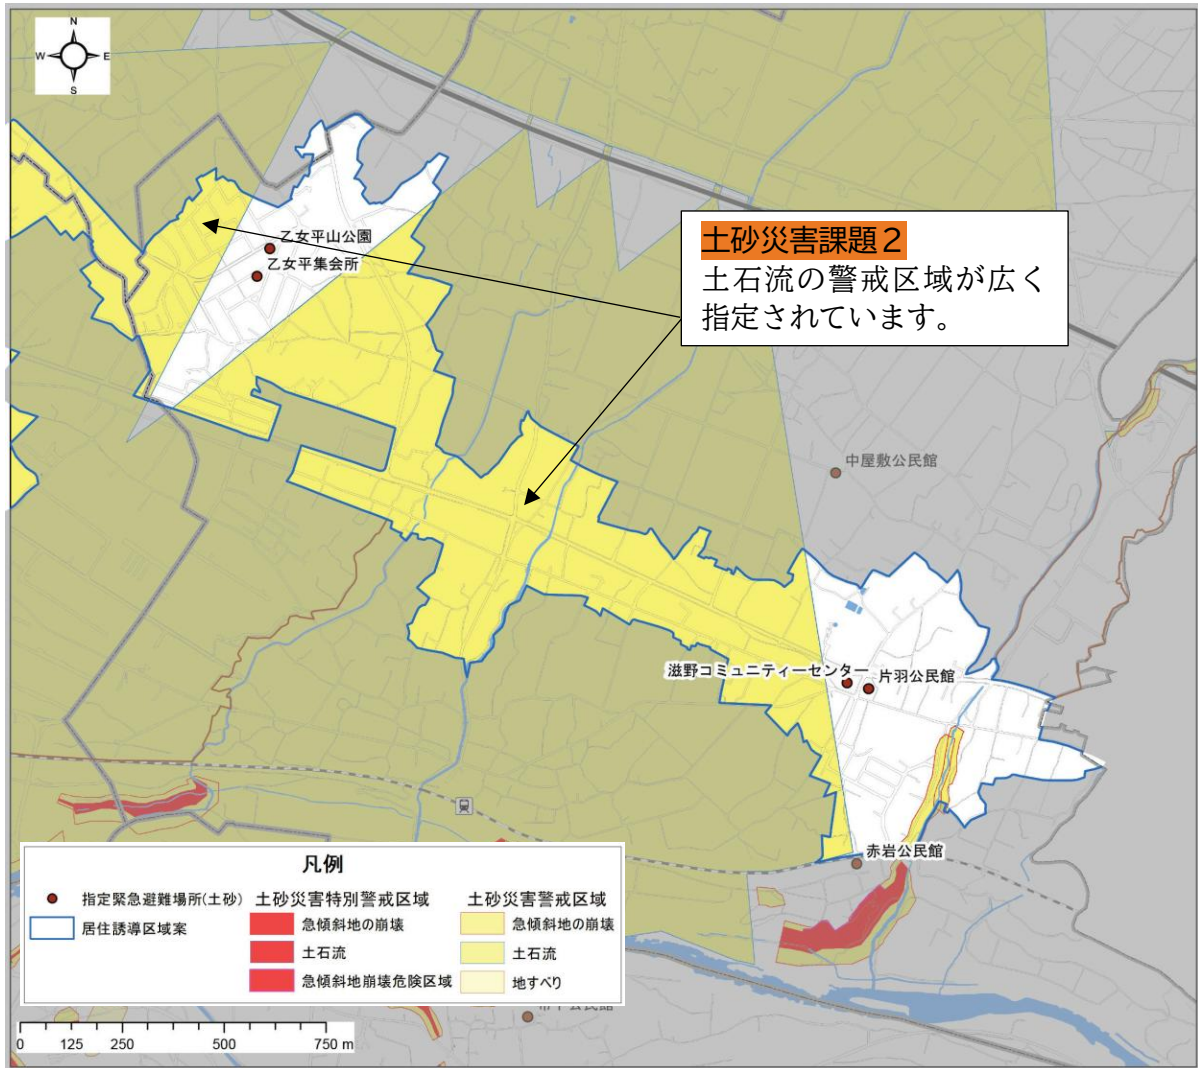 N
W E
S
乙女平山公園
乙女平集会所
土砂災害課題２
土石流の警戒区域が広く
指定されています。
中屋敷公民館
滋野コミュニティーセンター
片羽公民館
赤岩公民館
凡例
指定緊急避難場所(土砂)
居住誘導区域案
土砂災害特別警戒区域
急傾斜地の崩壊
土石流
急傾斜地崩壊危険区域
土砂災害警戒区域
急傾斜地の崩壊
土石流
地すべり
0 125 250 500 750 m